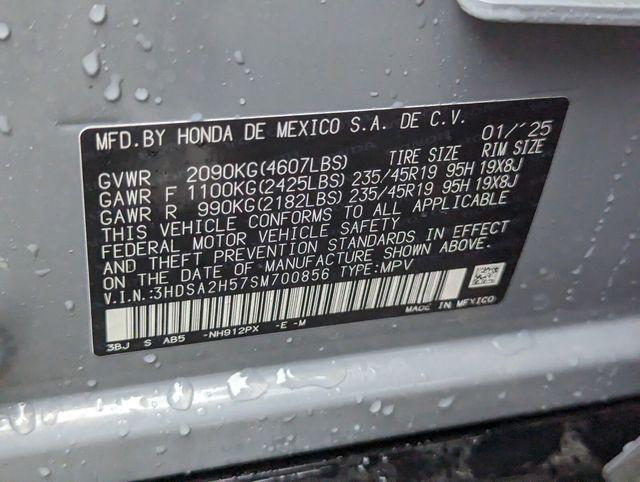 MFD.BY HONDA DE MEXICO S.A. DE C.V. 01/'25
GVWR 2090KG(4607LBS) TIRE SIZE RIM SIZE
GAWR F 1100KG(2425LBS) 235/45R19 95H 19X8J
GAWR R 990KG(2182LBS) 235/45R19 95H 19X8J
THIS VEHICLE CONFORMS TO ALL APPLICABLE
FEDERAL MOTOR VEHICLE SAFETY
AND THEFT PREVENTION STANDARDS IN EFFECT
ON THE DATE OF MANUFACTURE SHOWN ABOVE.
V.I.N.:3HDSA2H57SM700856 TYPE:MPV
MADE IN MEXICO
3BJ S AB5 -NH912PX -E -M